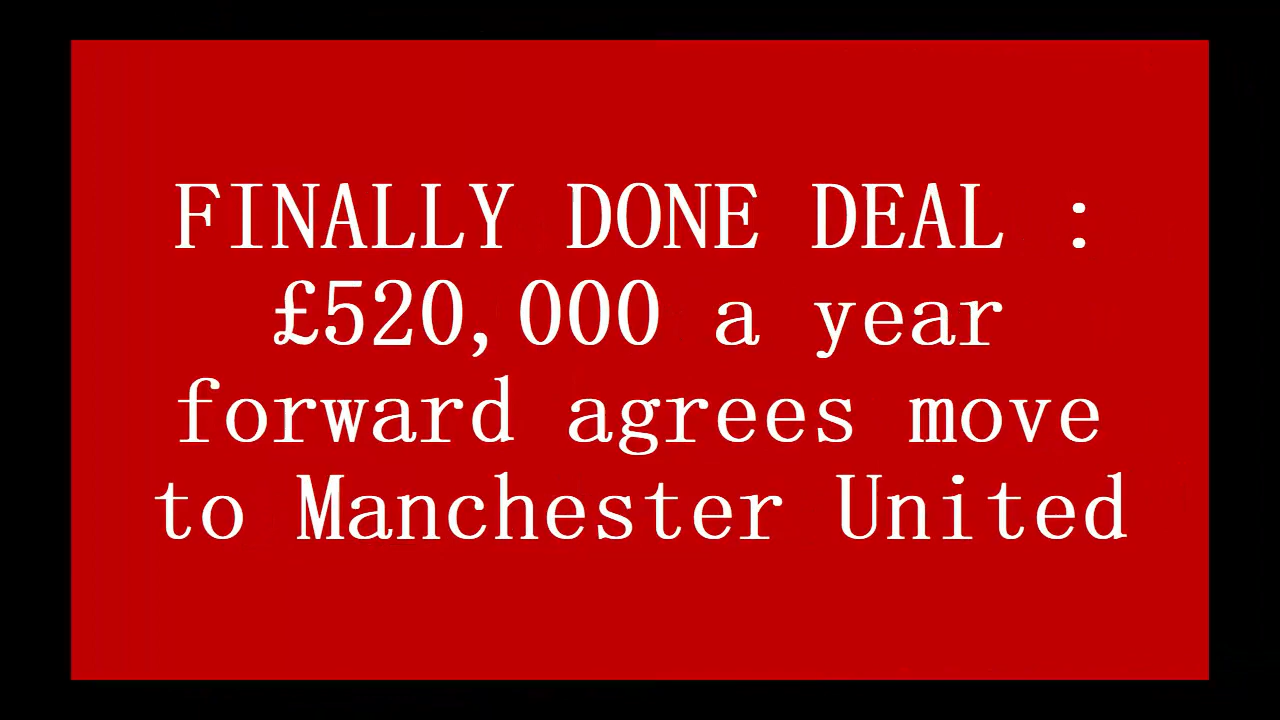 FINALLY DONE DEAL :
£520,000 a year
forward agrees move
to Manchester United